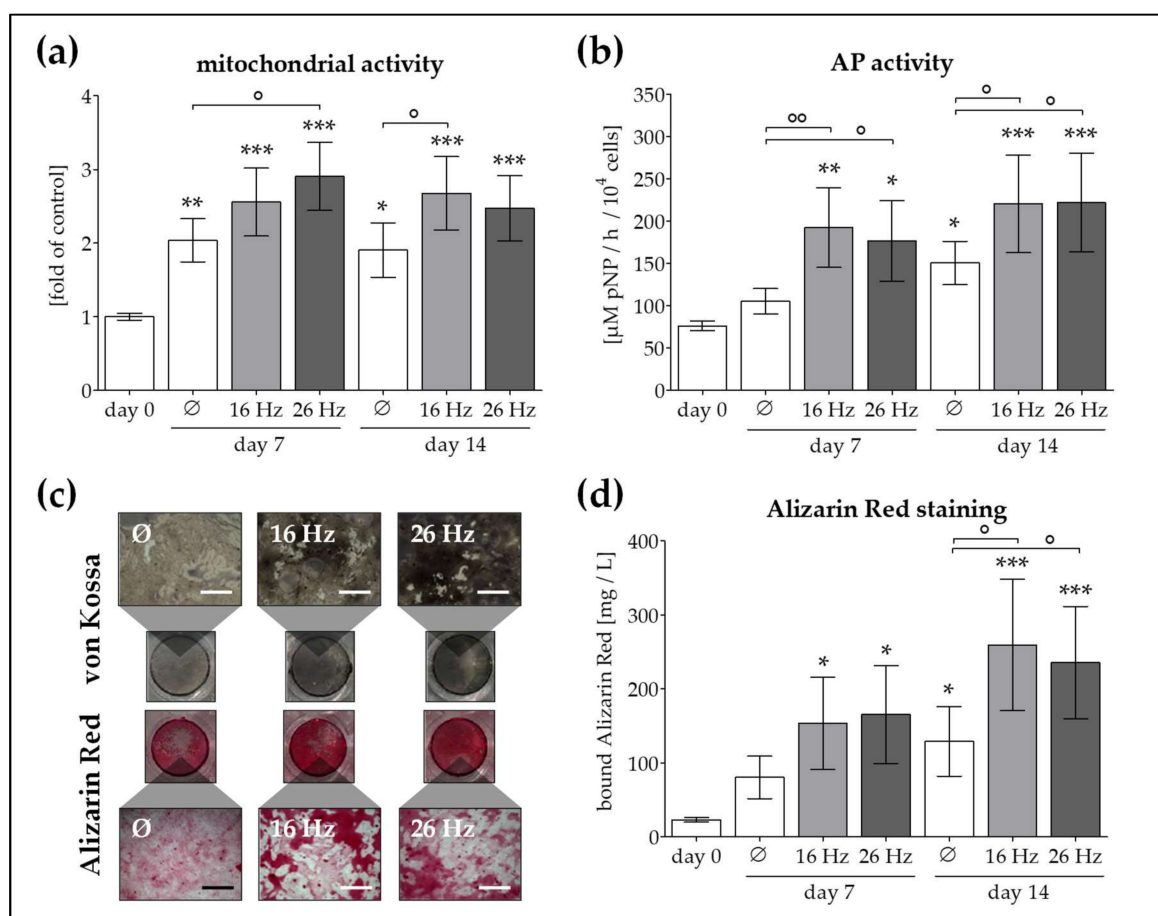 (a)
mitochondrial activity
[fold of control]
4
3
2
1
0
°
°
**
***
***
*
***
***
day 0
∅
16 Hz
26 Hz
∅
16 Hz
26 Hz
day 7
day 14
(b)
AP activity
[µM pNP / h / 10⁴ cells]
350
300
250
200
150
100
50
0
°°
°
°
°
**
*
*
***
***
day 0
∅
16 Hz
26 Hz
∅
16 Hz
26 Hz
day 7
day 14
(c)
von Kossa
Ø
16 Hz
26 Hz
Alizarin Red
Ø
16 Hz
26 Hz
(d)
Alizarin Red staining
bound Alizarin Red [mg / L]
400
300
200
100
0
°
°
*
*
*
***
***
day 0
∅
16 Hz
26 Hz
∅
16 Hz
26 Hz
day 7
day 14